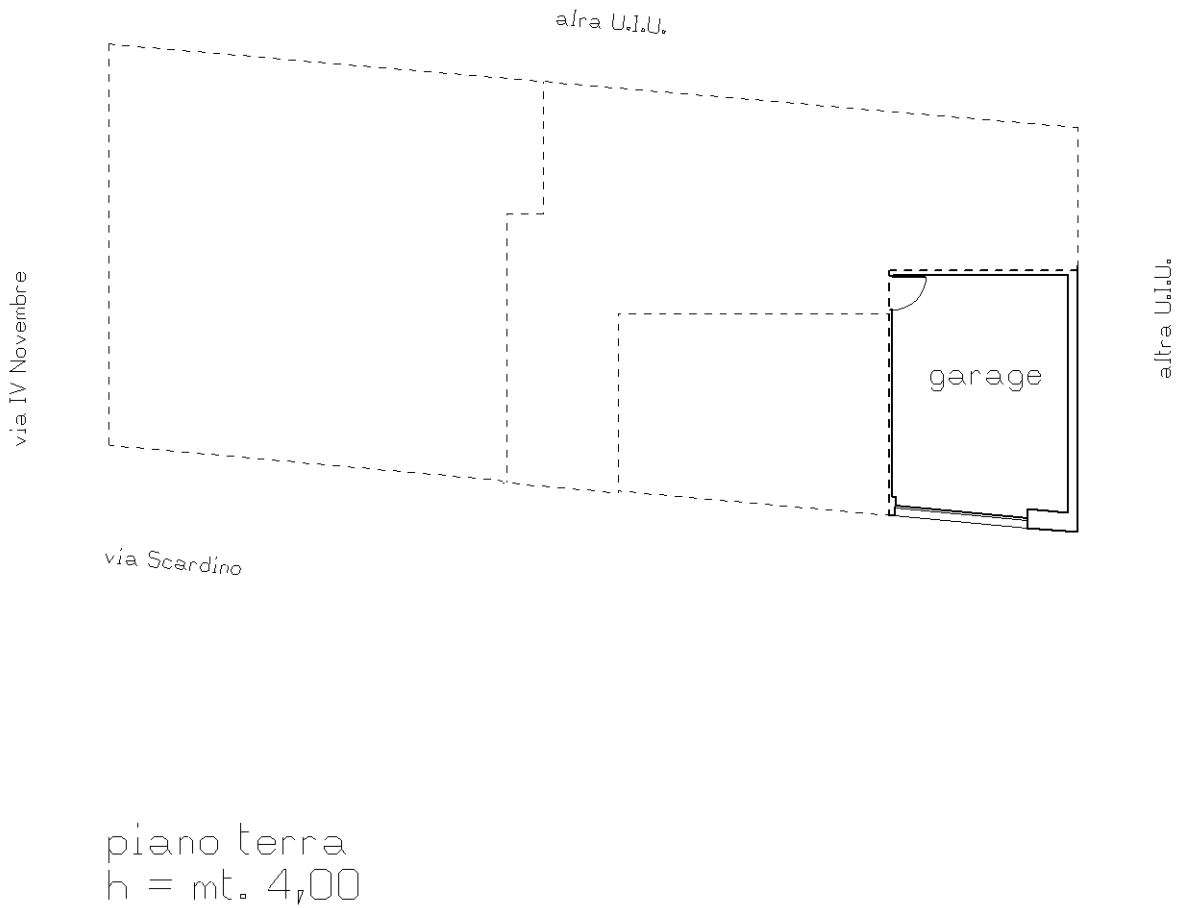 alra U.I.U.
via IV Novembre
altra U.I.U.
garage
via Scardino
piano terra
h = mt. 4,00